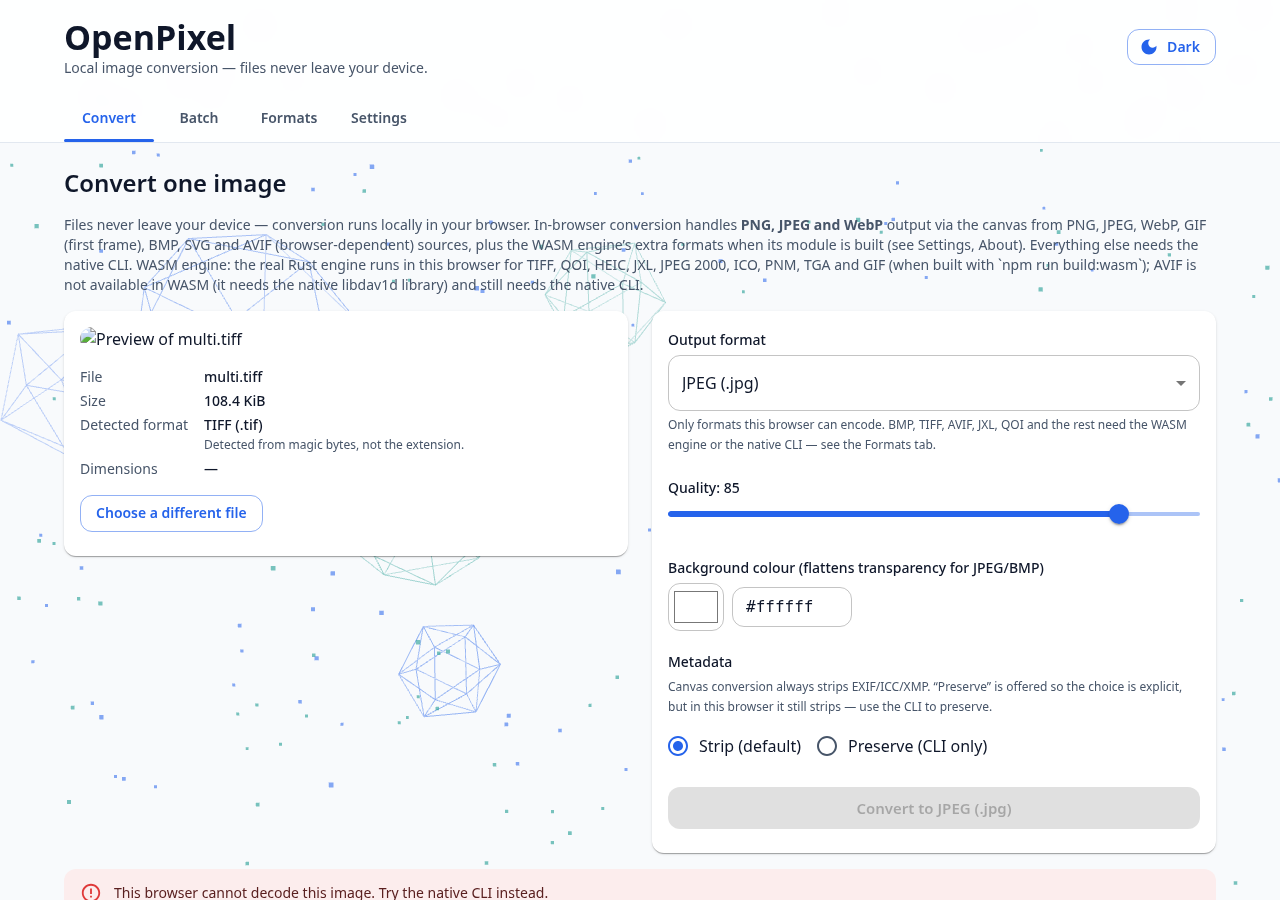 OpenPixel
Local image conversion — files never leave your device.
Dark
Convert
Batch
Formats
Settings
Convert one image
Files never leave your device — conversion runs locally in your browser. In-browser conversion handles PNG, JPEG and WebP output via the canvas from PNG, JPEG, WebP, GIF
(first frame), BMP, SVG and AVIF (browser-dependent) sources, plus the WASM engine's extra formats when its module is built (see Settings, About). Everything else needs the
native CLI. WASM engine: the real Rust engine runs in this browser for TIFF, QOI, HEIC, JXL, JPEG 2000, ICO, PNM, TGA and GIF (when built with `npm run build:wasm`); AVIF is
not available in WASM (it needs the native libdav1d library) and still needs the native CLI.
Preview of multi.tiff
File
multi.tiff
Size
108.4 KiB
Detected format
TIFF (.tif)
Detected from magic bytes, not the extension.
Dimensions
—
Choose a different file
Output format
JPEG (.jpg)
Only formats this browser can encode. BMP, TIFF, AVIF, JXL, QOI and the rest need the WASM
engine or the native CLI — see the Formats tab.
Quality: 85
Background colour (flattens transparency for JPEG/BMP)
#ffffff
Metadata
Canvas conversion always strips EXIF/ICC/XMP. “Preserve” is offered so the choice is explicit,
but in this browser it still strips — use the CLI to preserve.
Strip (default)
Preserve (CLI only)
Convert to JPEG (.jpg)
This browser cannot decode this image. Try the native CLI instead.